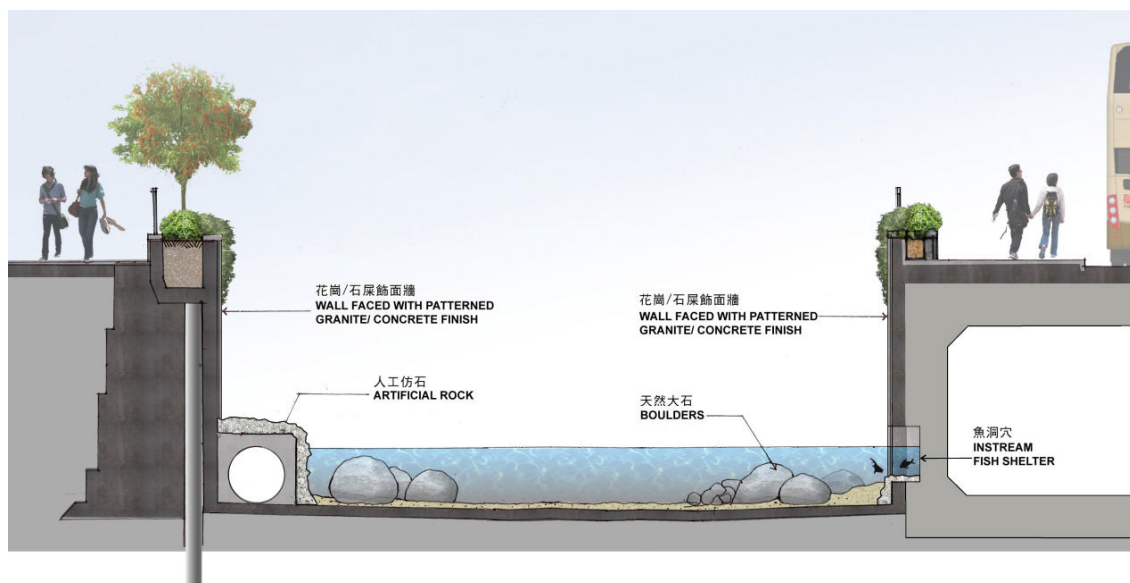 花崗/石屎飾面牆
WALL FACED WITH PATTERNED
GRANITE/ CONCRETE FINISH
花崗/石屎飾面牆
WALL FACED WITH PATTERNED
GRANITE/ CONCRETE FINISH
人工仿石
ARTIFICIAL ROCK
天然大石
BOULDERS
魚洞穴
INSTREAM
FISH SHELTER